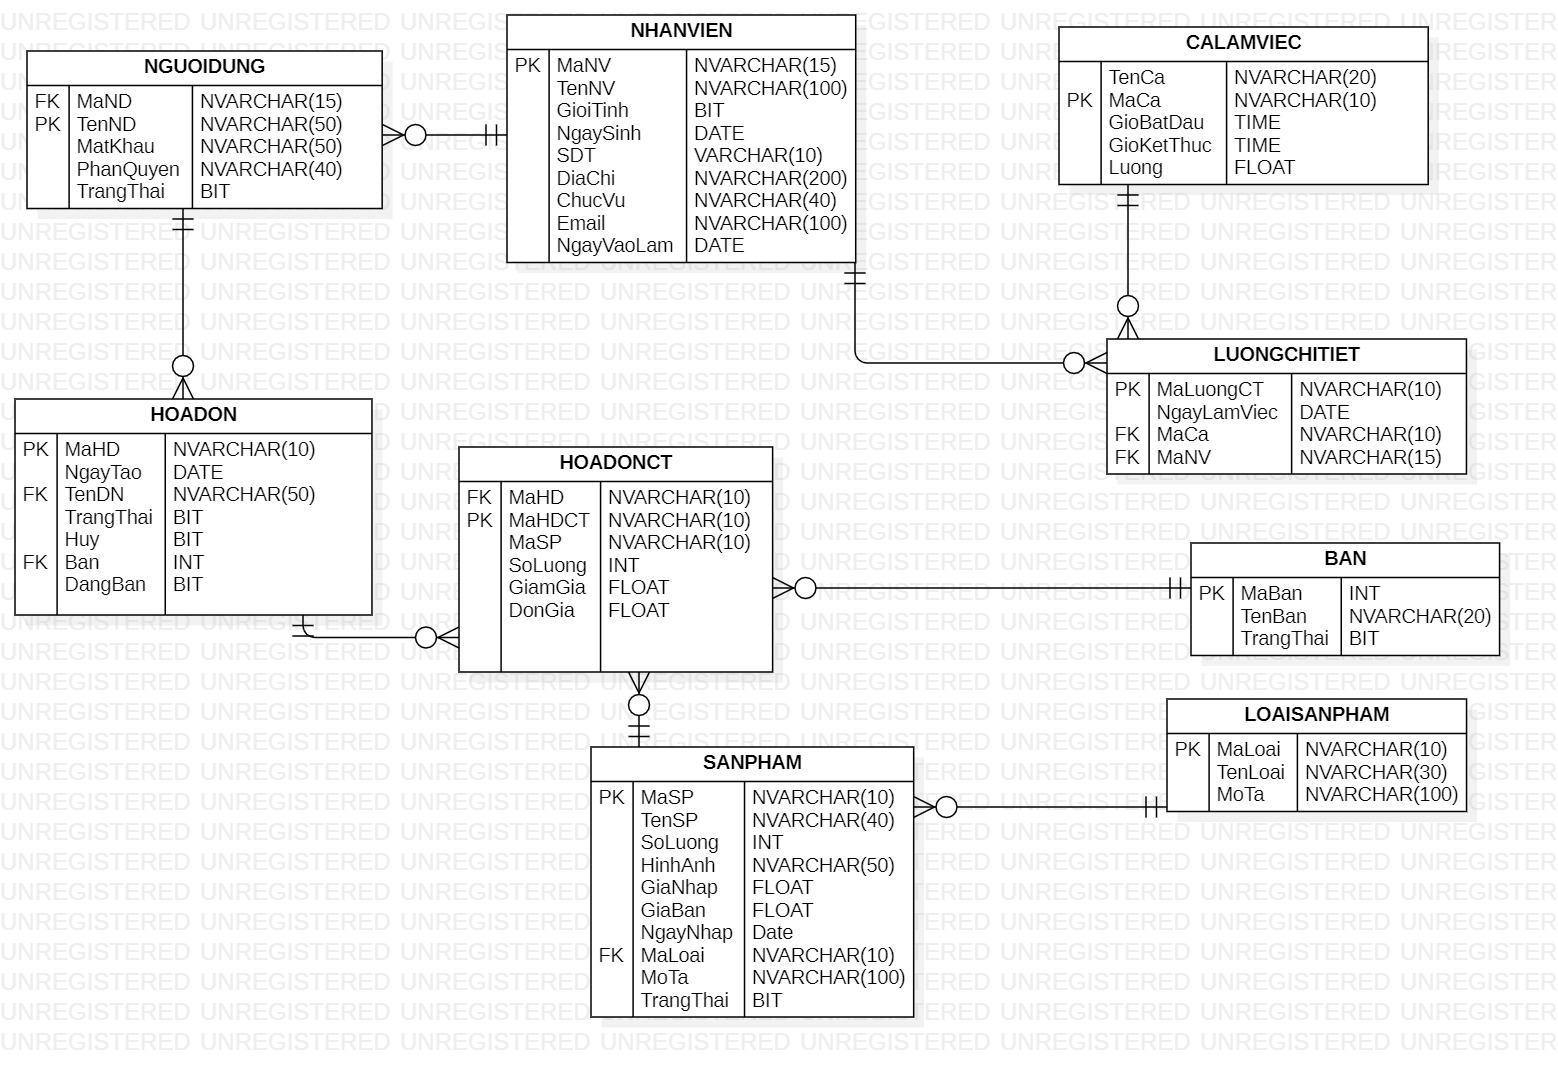 NGUOIDUNG
FK MaND NVARCHAR(15)
PK TenND NVARCHAR(50)
MatKhau NVARCHAR(50)
PhanQuyen NVARCHAR(40)
TrangThai BIT
NHANVIEN
PK MaNV NVARCHAR(15)
TenNV NVARCHAR(100)
GioiTinh BIT
NgaySinh DATE
SDT VARCHAR(10)
DiaChi NVARCHAR(200)
ChucVu NVARCHAR(40)
Email NVARCHAR(100)
NgayVaoLam DATE
CALAMVIEC
TenCa NVARCHAR(20)
PK MaCa NVARCHAR(10)
GioBatDau TIME
GioKetThuc TIME
Luong FLOAT
LUONGCHITIET
PK MaLuongCT NVARCHAR(10)
NgayLamViec DATE
FK MaCa NVARCHAR(10)
FK MaNV NVARCHAR(15)
HOADON
PK MaHD NVARCHAR(10)
NgayTao DATE
FK TenDN NVARCHAR(50)
TrangThai BIT
Huy BIT
FK Ban INT
DangBan BIT
HOADONCT
FK MaHD NVARCHAR(10)
PK MaHDCT NVARCHAR(10)
MaSP NVARCHAR(10)
SoLuong INT
GiamGia FLOAT
DonGia FLOAT
BAN
PK MaBan INT
TenBan NVARCHAR(20)
TrangThai BIT
LOAISANPHAM
PK MaLoai NVARCHAR(10)
TenLoai NVARCHAR(30)
MoTa NVARCHAR(100)
SANPHAM
PK MaSP NVARCHAR(10)
TenSP NVARCHAR(40)
SoLuong INT
HinhAnh NVARCHAR(50)
GiaNhap FLOAT
GiaBan FLOAT
NgayNhap Date
FK MaLoai NVARCHAR(10)
MoTa NVARCHAR(100)
TrangThai BIT
UNREGISTERED